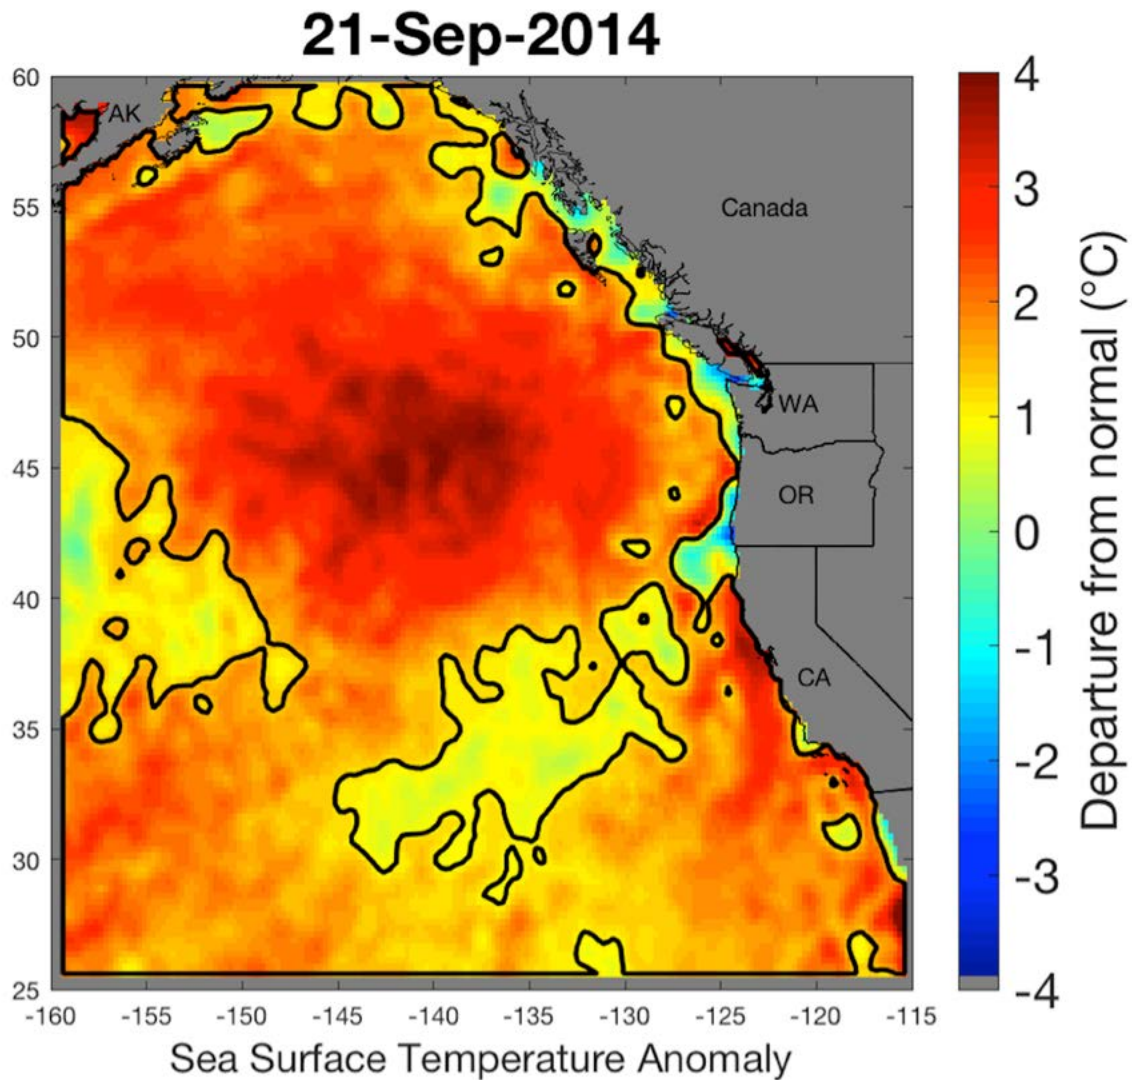 21-Sep-2014
60
55
50
45
40
35
30
25
-160 -155 -150 -145 -140 -135 -130 -125 -120 -115
AK
Canada
WA
OR
CA
4
3
2
1
0
-1
-2
-3
-4
Departure from normal (°C)
Sea Surface Temperature Anomaly